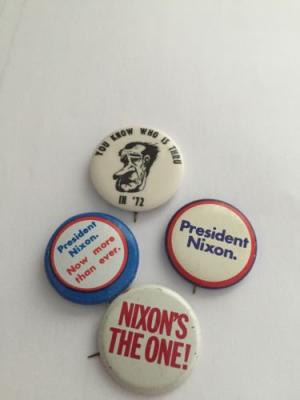 YOU KNOW WHO IS THRU
IN '72
President
Nixon.
Now more
than ever.
President
Nixon.
NIXON'S
THE ONE!